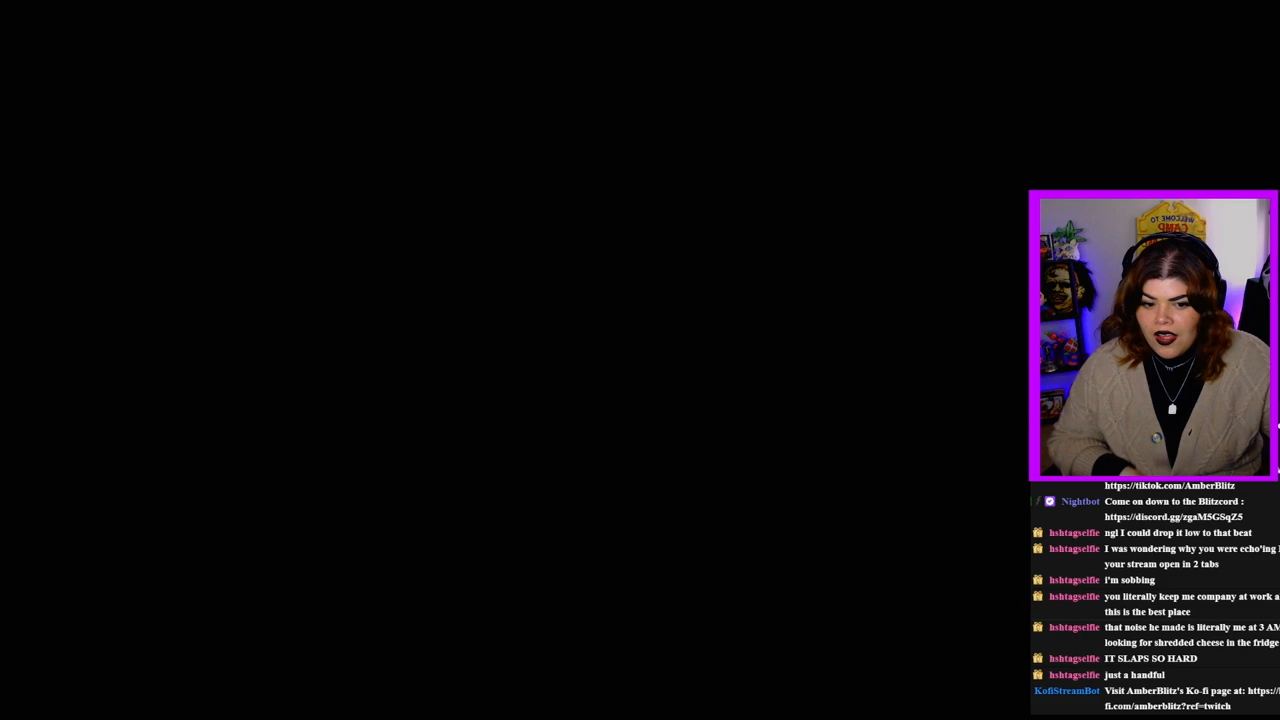 WELCOME TO
CAMP
https://tiktok.com/AmberBlitz
Nightbot Come on down to the Blitzcord :
https://discord.gg/zgaM5GSqZ5
hshtagselfie ngl I could drop it low to that beat
hshtagselfie I was wondering why you were echo'ing I
your stream open in 2 tabs
hshtagselfie i'm sobbing
hshtagselfie you literally keep me company at work a
this is the best place
hshtagselfie that noise he made is literally me at 3 AM
looking for shredded cheese in the fridge
hshtagselfie IT SLAPS SO HARD
hshtagselfie just a handful
KofiStreamBot Visit AmberBlitz's Ko-fi page at: https://
fi.com/amberblitz?ref=twitch